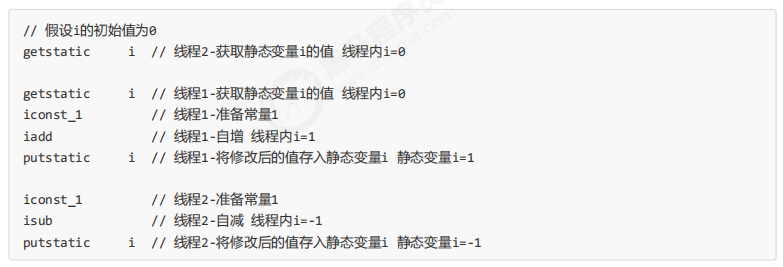 // 假设i的初始值为0
getstatic i // 线程2-获取静态变量i的值 线程内i=0
getstatic i // 线程1-获取静态变量i的值 线程内i=0
iconst_1 // 线程1-准备常量1
iadd // 线程1-自增 线程内i=1
putstatic i // 线程1-将修改后的值存入静态变量i 静态变量i=1
iconst_1 // 线程2-准备常量1
isub // 线程2-自减 线程内i=-1
putstatic i // 线程2-将修改后的值存入静态变量i 静态变量i=-1